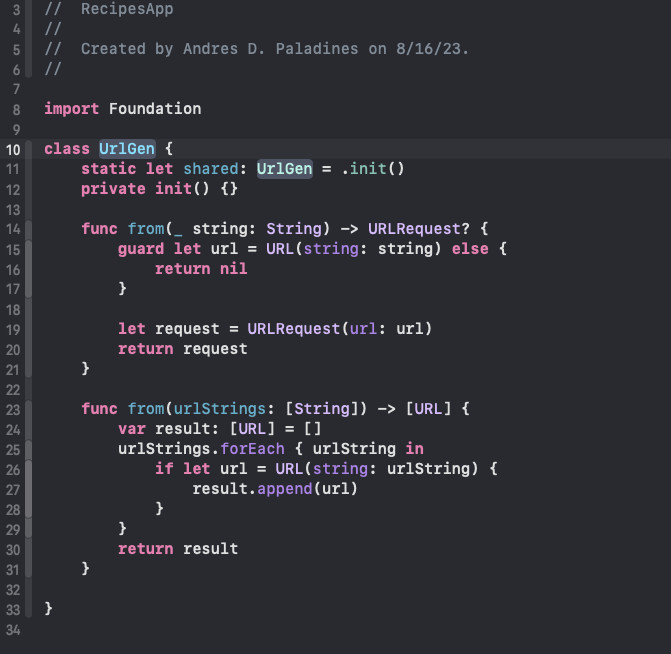 3 //  RecipesApp
4 //
5 //  Created by Andres D. Paladines on 8/16/23.
6 //
7
8 import Foundation
9
10 class UrlGen {
11     static let shared: UrlGen = .init()
12     private init() {}
13
14     func from(_ string: String) -> URLRequest? {
15         guard let url = URL(string: string) else {
16             return nil
17         }
18
19         let request = URLRequest(url: url)
20         return request
21     }
22
23     func from(urlStrings: [String]) -> [URL] {
24         var result: [URL] = []
25         urlStrings.forEach { urlString in
26             if let url = URL(string: urlString) {
27                 result.append(url)
28             }
29         }
30         return result
31     }
32
33 }
34